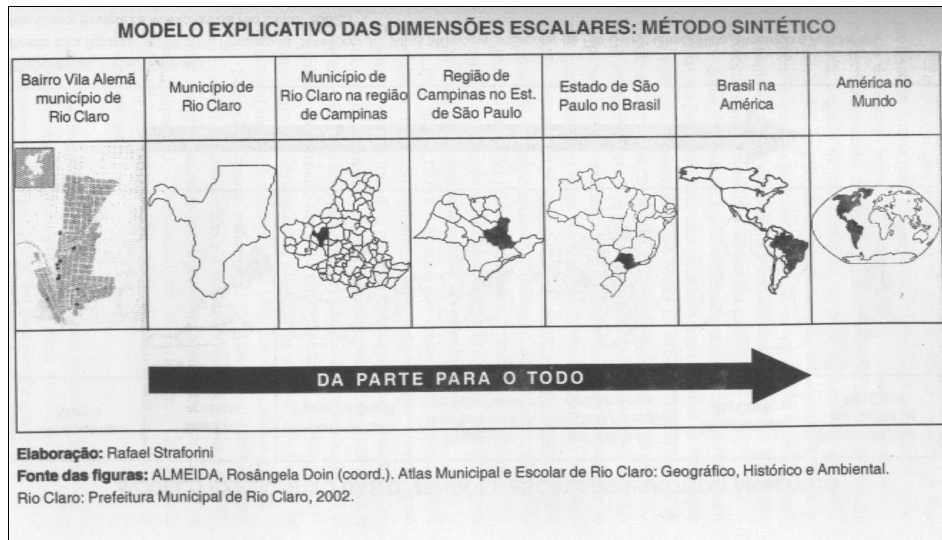 MODELO EXPLICATIVO DAS DIMENSÕES ESCALARES: MÉTODO SINTÉTICO
Bairro Vila Alemã
município de
Rio Claro
Município de
Rio Claro
Município de
Rio Claro na região
de Campinas
Região de
Campinas no Est.
de São Paulo
Estado de São
Paulo no Brasil
Brasil na
América
América no
Mundo
DA PARTE PARA O TODO
Elaboração: Rafael Straforini
Fonte das figuras: ALMEIDA, Rosângela Doin (coord.). Atlas Municipal e Escolar de Rio Claro: Geográfico, Histórico e Ambiental.
Rio Claro: Prefeitura Municipal de Rio Claro, 2002.